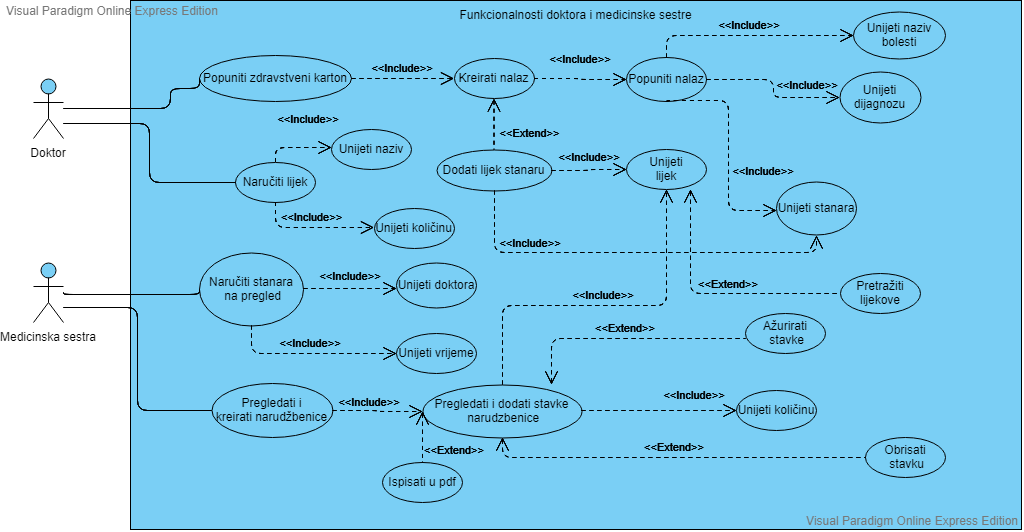 Visual Paradigm Online Express Edition
Funkcionalnosti doktora i medicinske sestre
<<Include>>
Unijeti naziv
bolesti
<<Include>>
<<Include>>
Popuniti zdravstveni karton
Kreirati nalaz
Popuniti nalaz
<<Include>>
Unijeti
dijagnozu
Doktor
<<Include>>
<<Extend>>
Unijeti naziv
Dodati lijek stanaru
<<Include>>
Unijeti
lijek
<<Include>>
Naručiti lijek
<<Include>>
Unijeti količinu
Unijeti stanara
<<Extend>>
Medicinska sestra
Naručiti stanara
na pregled
<<Include>>
Unijeti doktora
<<Extend>>
Pretražiti
lijekove
<<Include>>
<<Include>>
Unijeti vrijeme
<<Extend>>
Ažurirati
stavke
Pregledati i
kreirati narudžbenice
<<Include>>
Pregledati i dodati stavke
narudzbenice
<<Include>>
Unijeti količinu
<<Extend>>
<<Extend>>
Obrisati
stavku
Ispisati u pdf
Visual Paradigm Online Express Edition